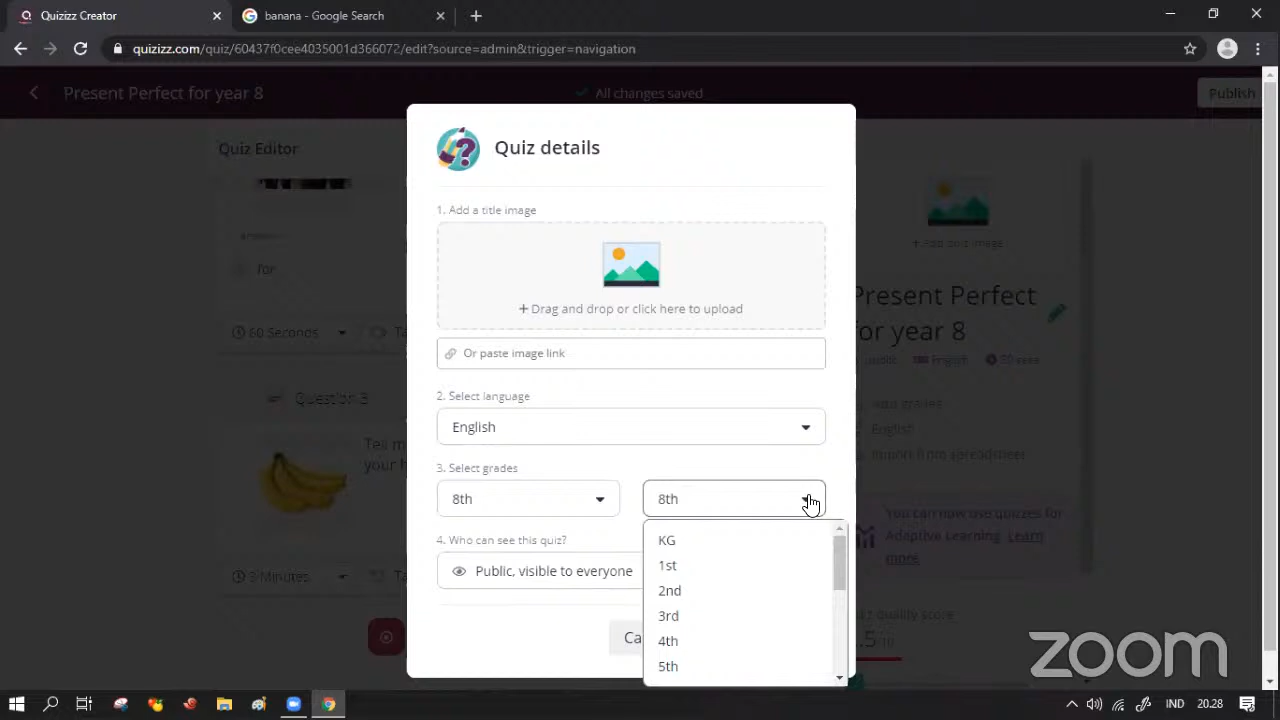 Quizizz Creator
banana - Google Search
quizizz.com/quiz/60437f0cee4035001d366072/edit?source=admin&trigger=navigation
Present Perfect for year 8
All changes saved
Publish
Quiz Editor
Quiz details
1. Add a title image
+ Drag and drop or click here to upload
Or paste image link
2. Select language
English
3. Select grades
8th
8th
KG
1st
2nd
3rd
4th
5th
4. Who can see this quiz?
Public, visible to everyone
Ca
for
60 Seconds
Ta
Question 3
Tell m
your h
3 Minutes
T
Present Perfect
for year 8
English
Import from spreadsheet
You can now use quizzes for
Adaptive Learning. Learn
more.
quality score
zoom
IND
20.28